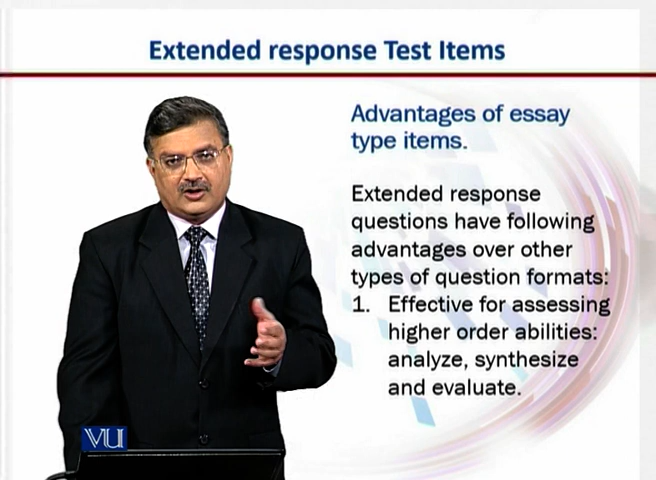 Extended response Test Items
Advantages of essay
type items.
Extended response
questions have following
advantages over other
types of question formats:
1. Effective for assessing
higher order abilities:
analyze, synthesize
and evaluate.
VU